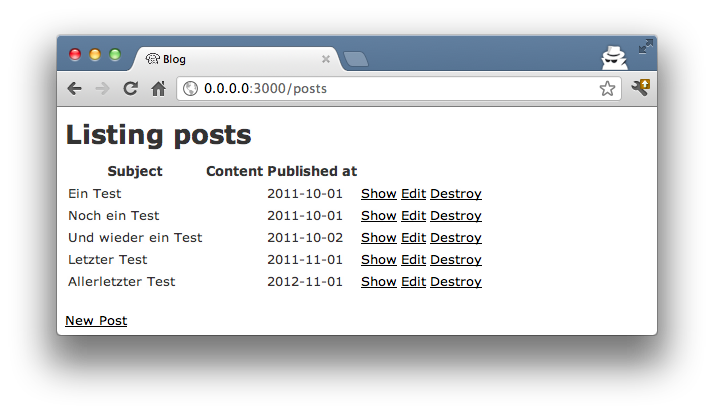 Blog
0.0.0.0:3000/posts
Listing posts
Subject Content Published at
Ein Test 2011-10-01 Show Edit Destroy
Noch ein Test 2011-10-01 Show Edit Destroy
Und wieder ein Test 2011-10-02 Show Edit Destroy
Letzter Test 2011-11-01 Show Edit Destroy
Allerletzter Test 2012-11-01 Show Edit Destroy
New Post